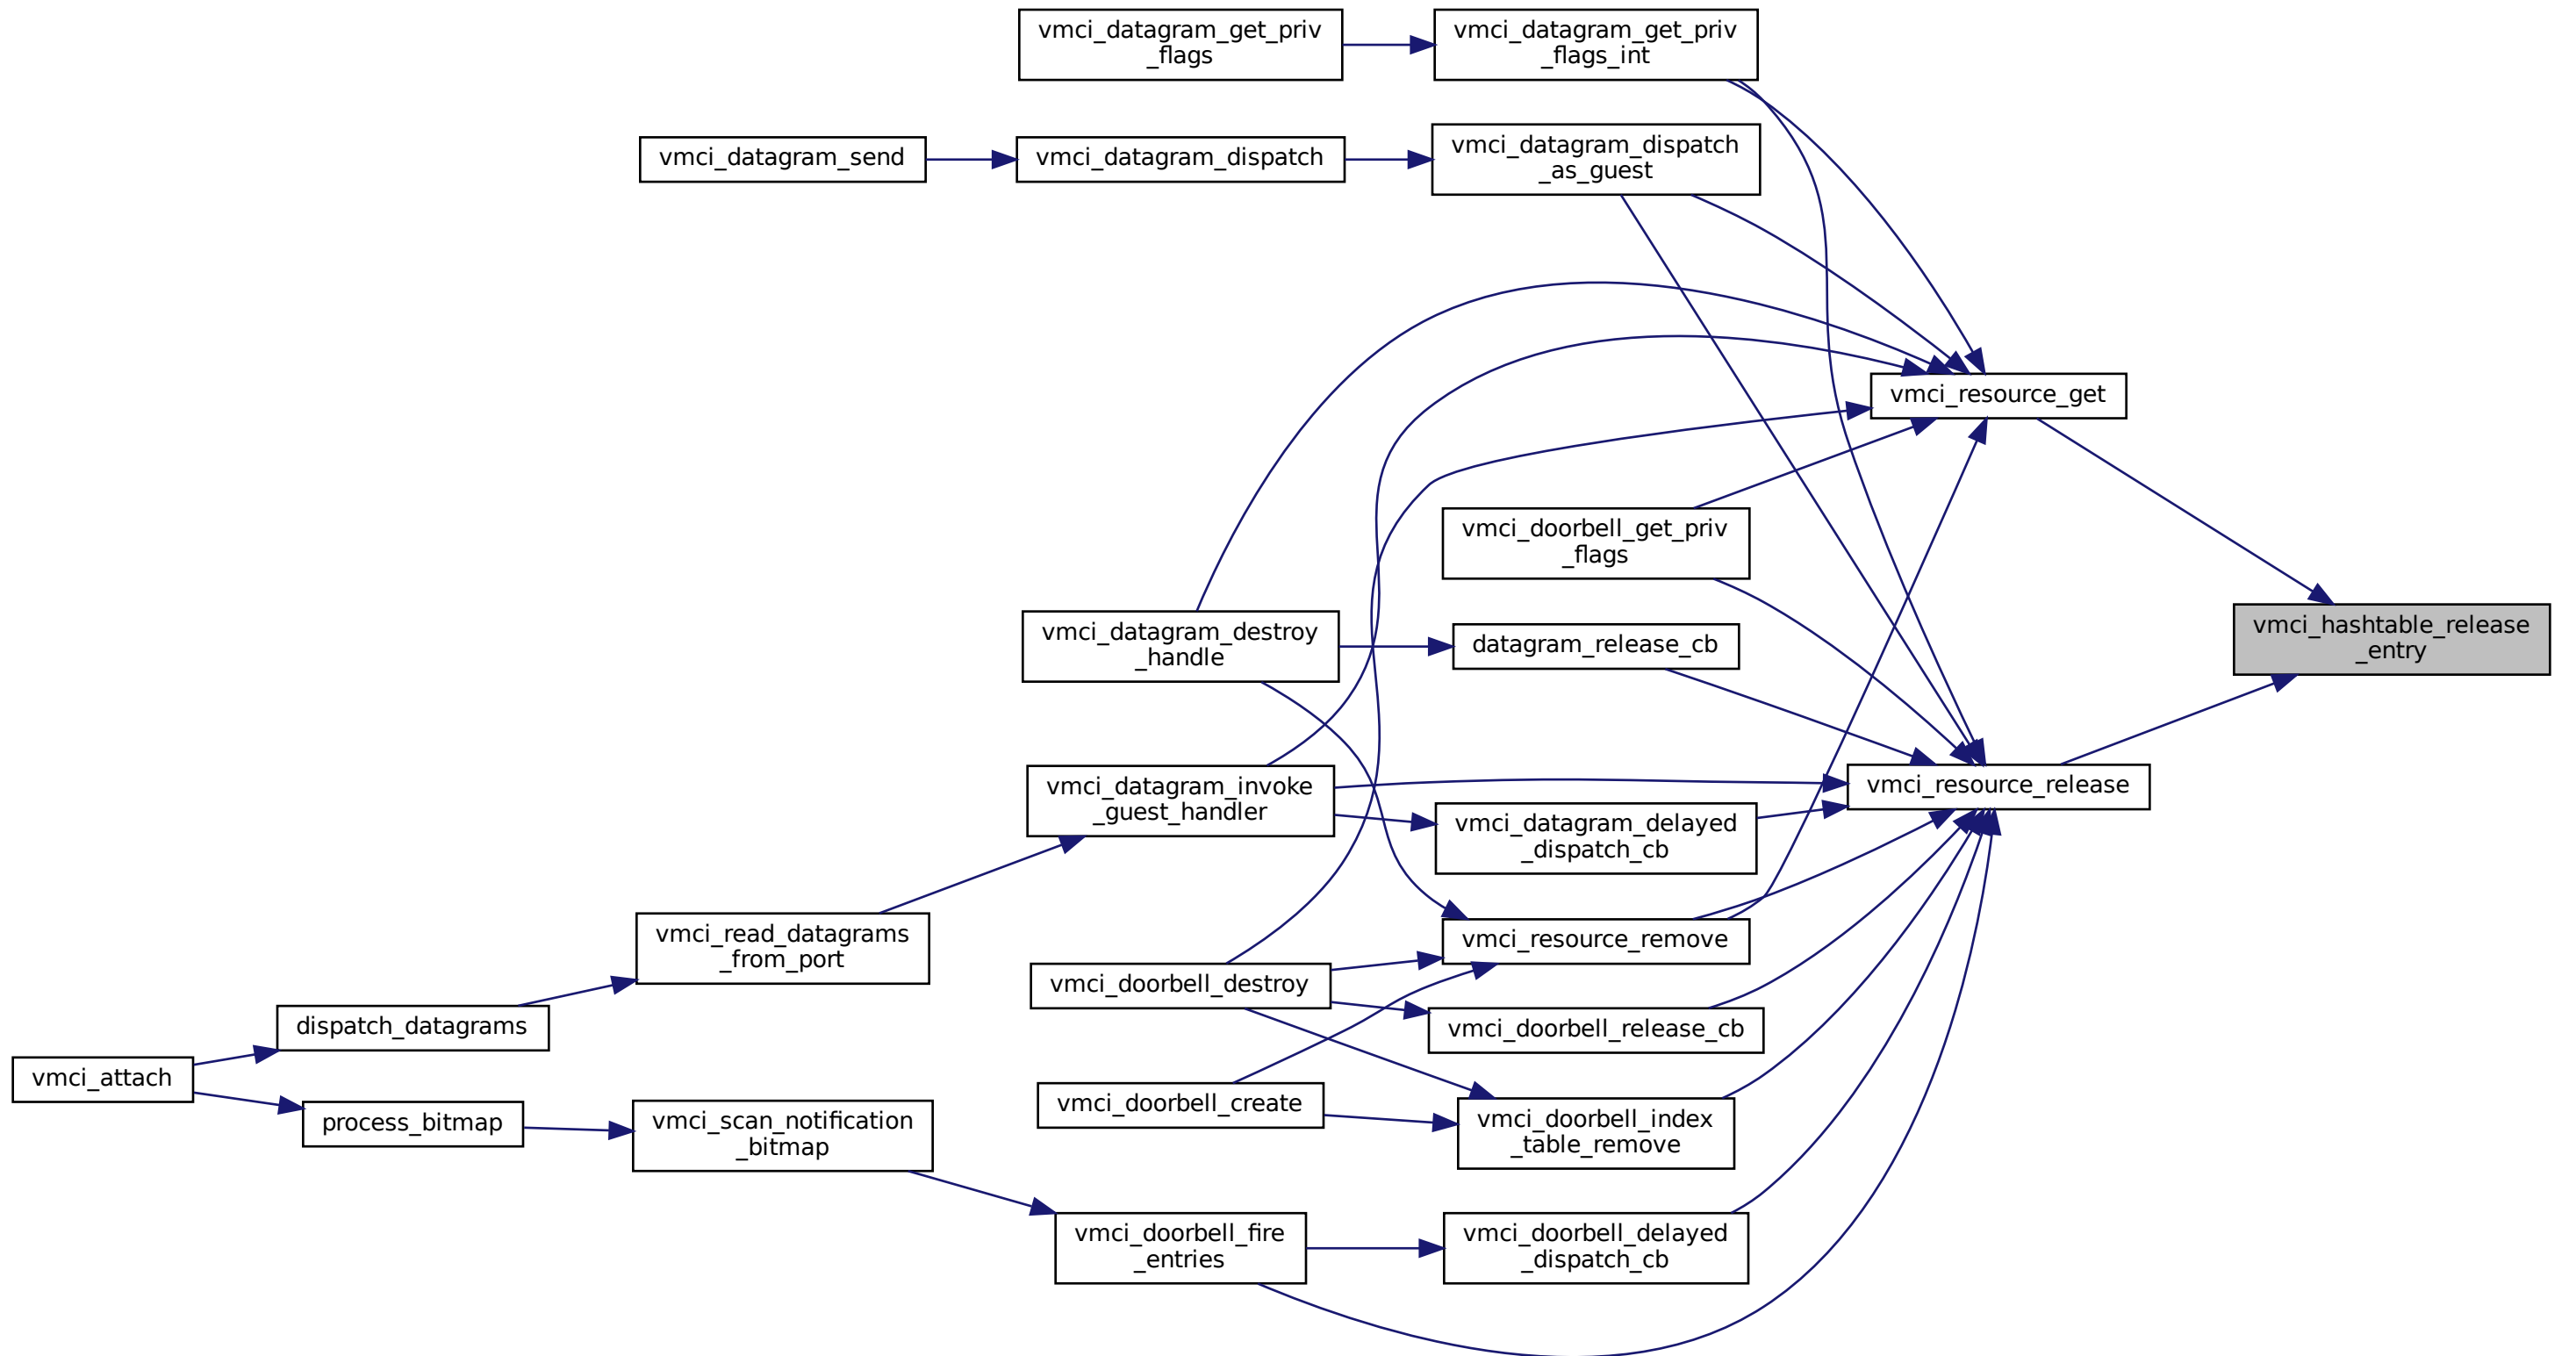 vmci_datagram_get_priv
_flags
vmci_datagram_get_priv
_flags_int
vmci_datagram_send
vmci_datagram_dispatch
vmci_datagram_dispatch
_as_guest
vmci_resource_get
vmci_doorbell_get_priv
_flags
vmci_datagram_destroy
_handle
datagram_release_cb
vmci_hashtable_release
_entry
vmci_datagram_invoke
_guest_handler
vmci_resource_release
vmci_datagram_delayed
_dispatch_cb
vmci_read_datagrams
_from_port
vmci_resource_remove
vmci_doorbell_destroy
dispatch_datagrams
vmci_doorbell_release_cb
vmci_attach
process_bitmap
vmci_scan_notification
_bitmap
vmci_doorbell_create
vmci_doorbell_index
_table_remove
vmci_doorbell_fire
_entries
vmci_doorbell_delayed
_dispatch_cb